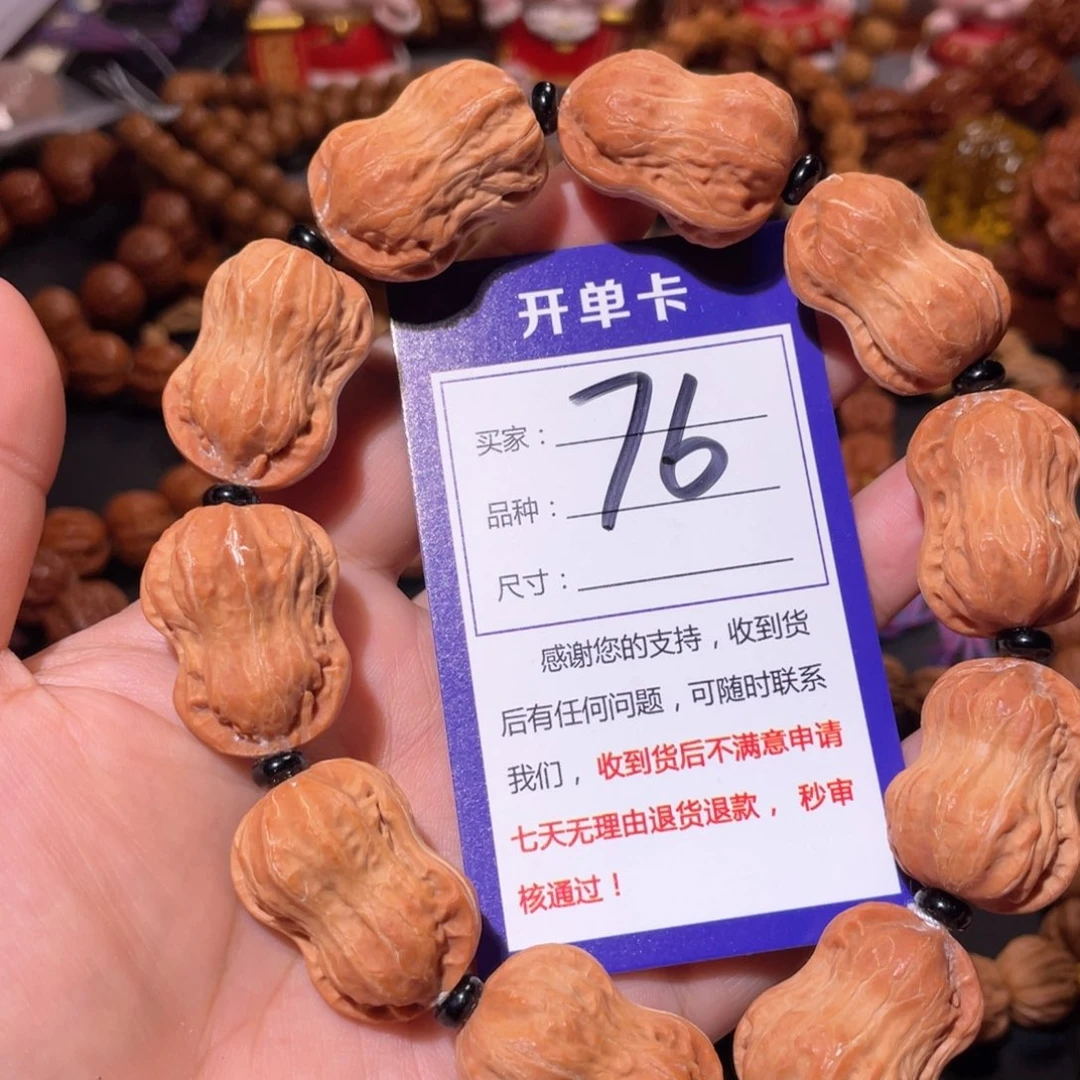 开单卡
76
买家：
品种：
尺寸：
感谢您的支持，收到货
后有任何问题，可随时联系
我们，收到货后不满意申请
七天无理由退货退款，秒审
核通过！